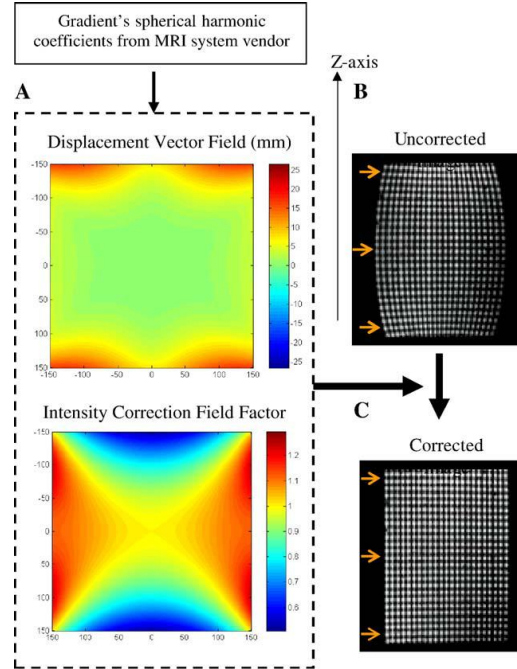 Gradient's spherical harmonic
coefficients from MRI system vendor
A
Z-axis
B
Displacement Vector Field (mm)
Uncorrected
-150
-100
-50
0
50
100
150
-150 -100 -50 0 50 100 150
25
20
15
10
5
0
-5
-10
-15
-20
-25
Intensity Correction Field Factor
C
Corrected
-150
-100
-50
0
50
100
150
150 100 50 0 50 100 150
1.2
1.1
1
0.9
0.8
0.7
0.6